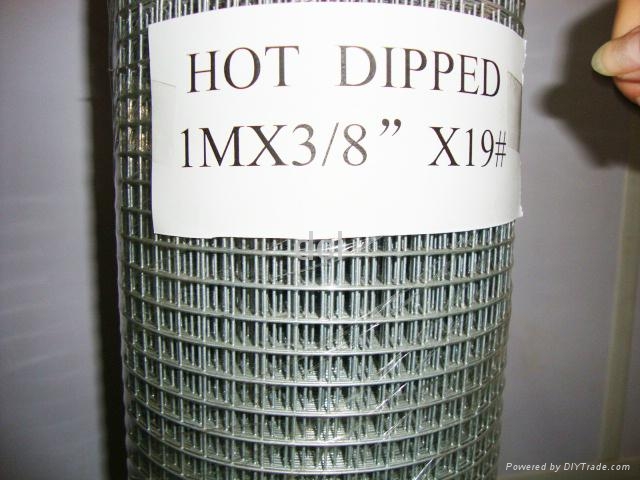 HOT DIPPED
1MX3/8” X19#
Powered by DIYTrade.com